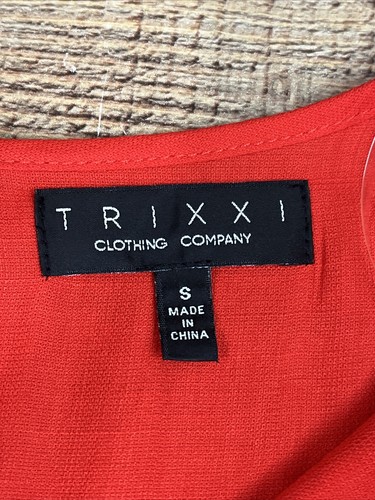 TRIXXI
CLOTHING COMPANY
S
MADE
IN
CHINA